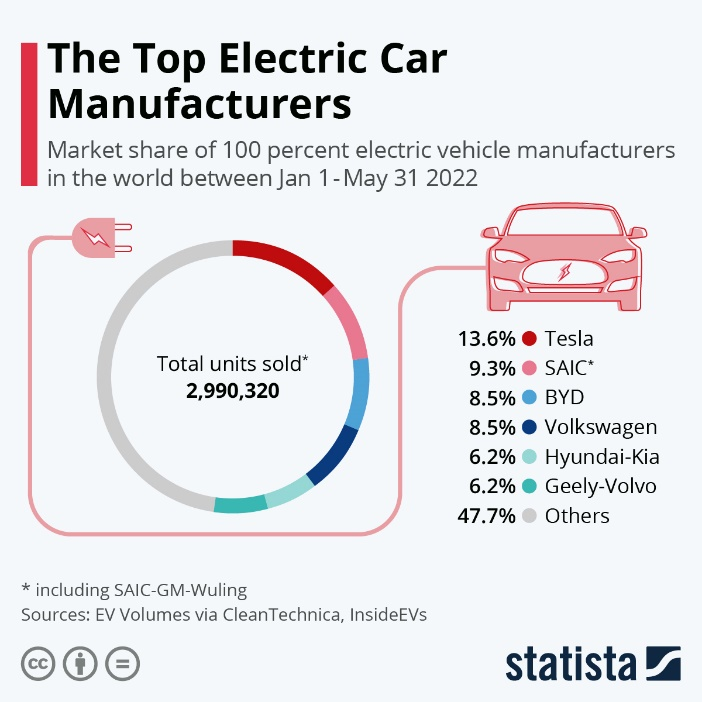 The Top Electric Car
Manufacturers
Market share of 100 percent electric vehicle manufacturers
in the world between Jan 1-May 31 2022
Total units sold*
2,990,320
13.6% Tesla
9.3% SAIC*
8.5% BYD
8.5% Volkswagen
6.2% Hyundai-Kia
6.2% Geely-Volvo
47.7% Others
* including SAIC-GM-Wuling
Sources: EV Volumes via CleanTechnica, InsideEVs
cc
statista